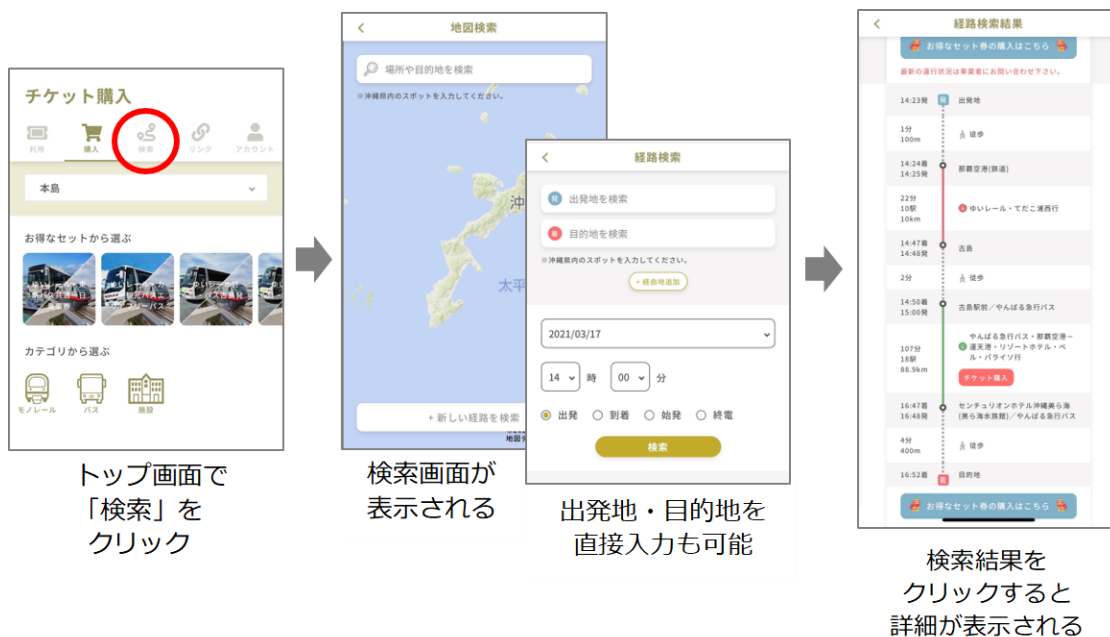 チケット購入
利用
購入
検索
リンク
アカウント
本島
お得なセットから選ぶ
カテゴリから選ぶ
モノレール
バス
施設
トップ画面で
「検索」を
クリック
地図検索
場所や目的地を検索
※沖縄県内のスポットを入力してください。
沖
太平
+ 新しい経路を検索
検索画面が
表示される
経路検索
発 出発地を検索
着 目的地を検索
※沖縄県内のスポットを入力してください。
+ 経由地追加
2021/03/17
14 時 00 分
出発 到着 始発 終電
検索
出発地・目的地を
直接入力も可能
経路検索結果
お得なセット券の購入はこちら
最新の運行状況は事業者にお問い合わせ下さい。
14:23発 発 出発地
1分
100m
徒歩
14:24着
14:25発
那覇空港(鉄道)
22分
10駅
10km
ゆいレール・てだこ浦西行
14:47着
14:48発
古島
2分 徒歩
14:50着
15:00発
古島駅前/やんばる急行バス
107分
18駅
88.9km
やんばる急行バス・那覇空港ー
運天港・リゾートホテル・ベ
ル・パライソ行
チケット購入
16:47着
16:48発
センチュリオンホテル沖縄美ら海
(美ら海水族館)/やんばる急行バス
4分
400m
徒歩
16:52着 着 目的地
お得なセット券の購入はこちら
検索結果を
クリックすると
詳細が表示される